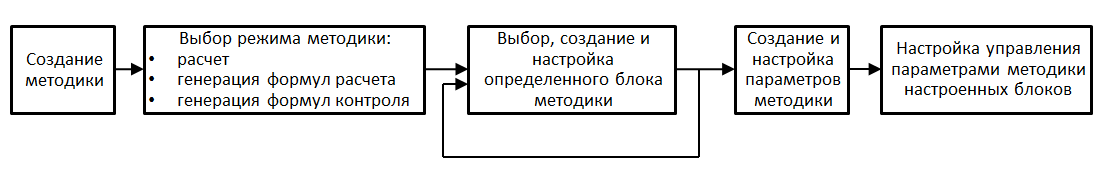 Создание
методики
Выбор режима методики:
• расчет
• генерация формул расчета
• генерация формул контроля
Выбор, создание и
настройка
определенного блока
методики
Создание и
настройка
параметров
методики
Настройка управления
параметрами методики
настроенных блоков